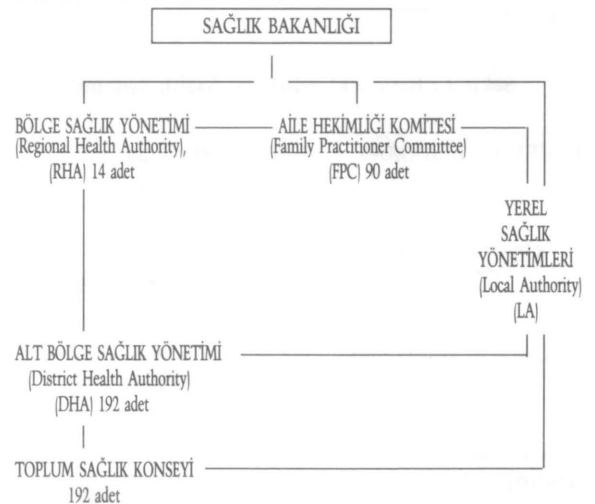 SAĞLIK BAKANLIĞI
BÖLGE SAĞLIK YÖNETİMİ
(Regional Health Authority),
(RHA) 14 adet
AİLE HEKİMLİĞİ KOMİTESİ
(Family Practitioner Committee)
(FPC) 90 adet
YEREL
SAĞLIK
YÖNETİMLERİ
(Local Authority)
(LA)
ALT BÖLGE SAĞLIK YÖNETİMİ
(District Health Authority)
(DHA) 192 adet
TOPLUM SAĞLIK KONSEYİ
192 adet